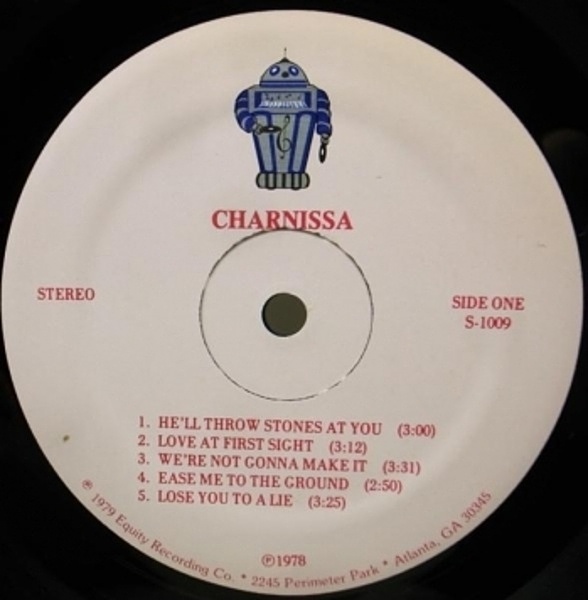 CHARNISSA
STEREO
SIDE ONE
S-1009
1. HE'LL THROW STONES AT YOU (3:00)
2. LOVE AT FIRST SIGHT (3:12)
3. WE'RE NOT GONNA MAKE IT (3:31)
4. EASE ME TO THE GROUND (2:50)
5. LOSE YOU TO A LIE (3:25)
℗1978
℗ 1979 Equity Recording Co. * 2245 Perimeter Park * Atlanta, GA 30345